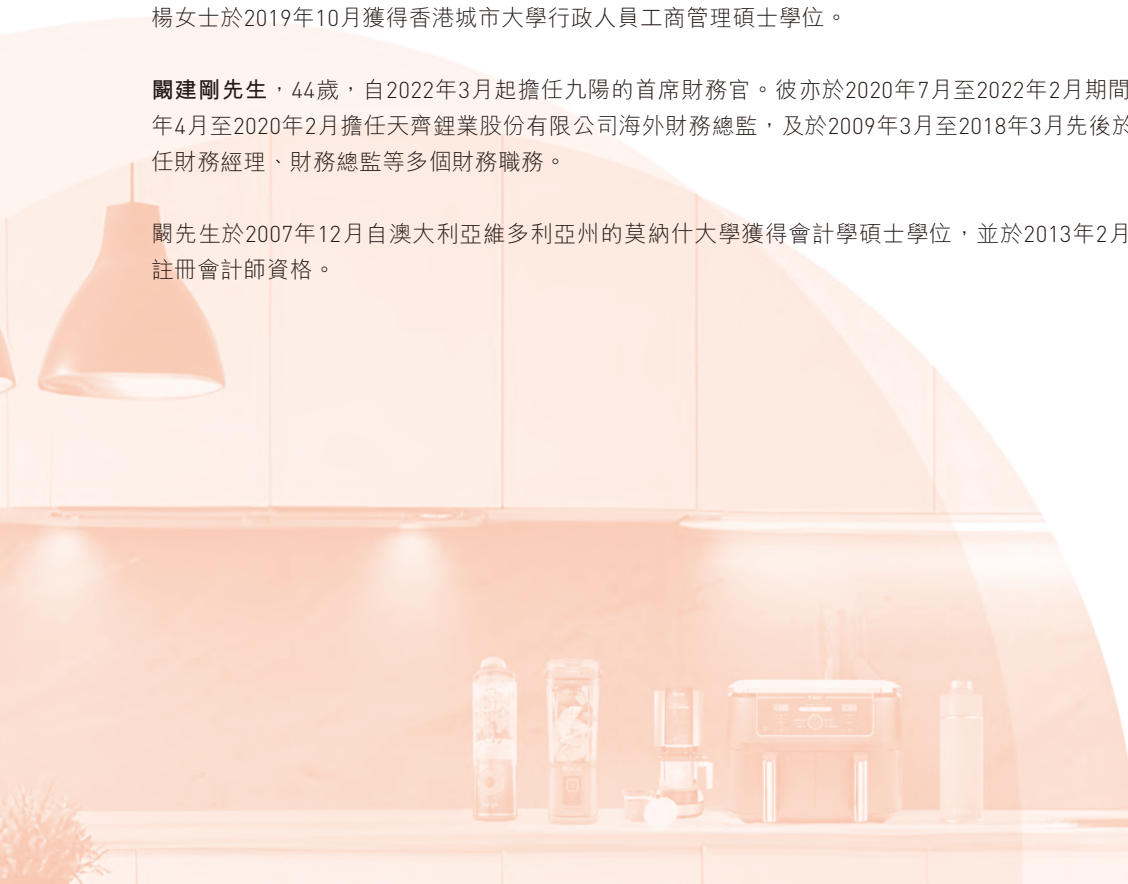 楊女士於2019年10月獲得香港城市大學行政人員工商管理碩士學位。
闞建剛先生，44歲，自2022年3月起擔任九陽的首席財務官。彼亦於2020年7月至2022年2月期間
年4月至2020年2月擔任天齊鋰業股份有限公司海外財務總監，及於2009年3月至2018年3月先後於
任財務經理、財務總監等多個財務職務。
闞先生於2007年12月自澳大利亞維多利亞州的莫納什大學獲得會計學碩士學位，並於2013年2月
註冊會計師資格。